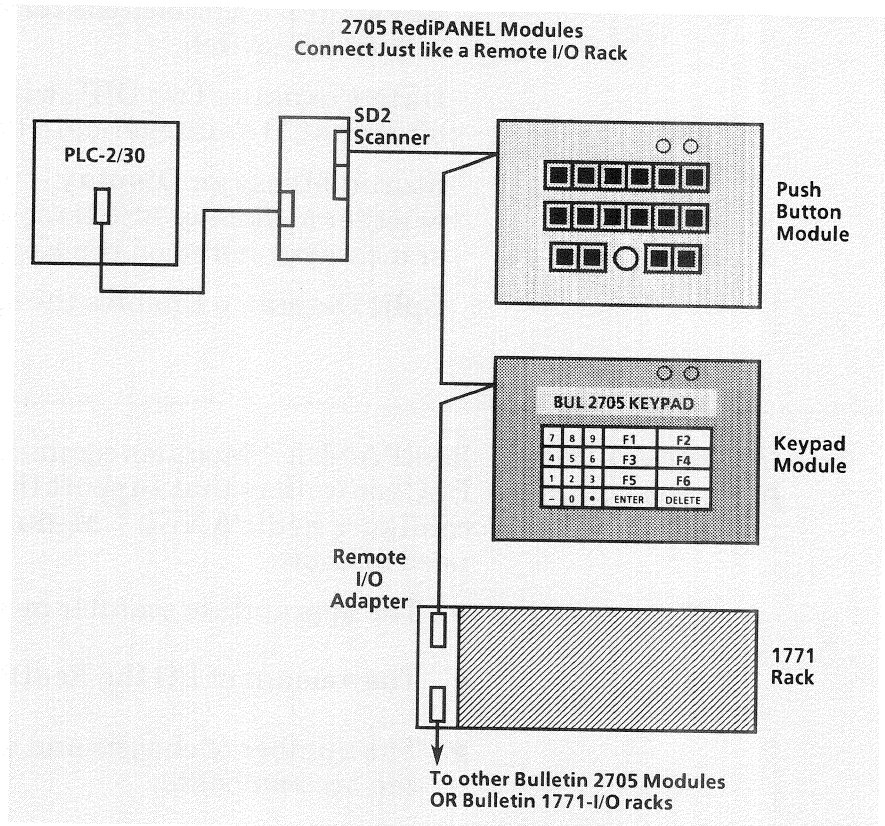 2705 RediPANEL Modules
Connect Just like a Remote I/O Rack
PLC-2/30
SD2
Scanner
Push
Button
Module
BUL 2705 KEYPAD
7 8 9 F1 F2
4 5 6 F3 F4
1 2 3 F5 F6
– 0 • ENTER DELETE
Keypad
Module
Remote
I/O
Adapter
1771
Rack
To other Bulletin 2705 Modules
OR Bulletin 1771-I/O racks